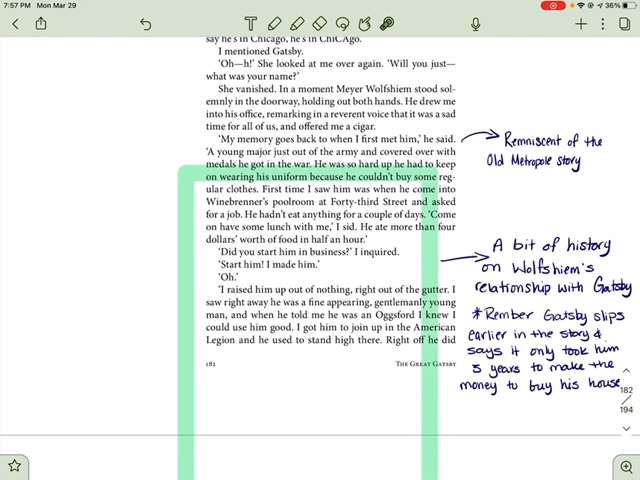 7:57 PM Mon Mar 29
36%
say he's in Chicago, he's in ChiCAgo.
I mentioned Gatsby.
'Oh—h!' She looked at me over again. 'Will you just—
what was your name?'
She vanished. In a moment Meyer Wolfshiem stood sol-
emnly in the doorway, holding out both hands. He drew me
into his office, remarking in a reverent voice that it was a sad
time for all of us, and offered me a cigar.
'My memory goes back to when I first met him,' he said.
'A young major just out of the army and covered over with
medals he got in the war. He was so hard up he had to keep
on wearing his uniform because he couldn't buy some reg-
ular clothes. First time I saw him was when he come into
Winebrenner's poolroom at Forty-third Street and asked
for a job. He hadn't eat anything for a couple of days. 'Come
on have some lunch with me,' I sid. He ate more than four
dollars' worth of food in half an hour.'
'Did you start him in business?' I inquired.
'Start him! I made him.'
'Oh.'
'I raised him up out of nothing, right out of the gutter. I
saw right away he was a fine appearing, gentlemanly young
man, and when he told me he was an Oggsford I knew I
could use him good. I got him to join up in the American
Legion and he used to stand high there. Right off he did
182
The Great Gatsby
Remniscent of the
Old Metropole story
A bit of history
on Wolfshiem's
relationship with Gatsby
*Rember Gatsby slips
earlier in the story &
says it only took him
3 years to make the
money to buy his house
182
194